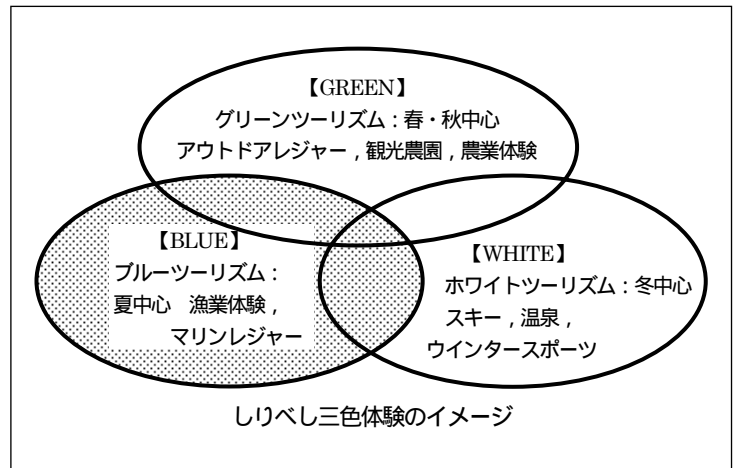 【GREEN】
グリーンツーリズム：春・秋中心
アウトドアレジャー，観光農園，農業体験
【BLUE】
ブルーツーリズム：
夏中心　漁業体験，
マリンレジャー
【WHITE】
ホワイトツーリズム：冬中心
スキー，温泉，
ウインタースポーツ
しりべし三色体験のイメージ